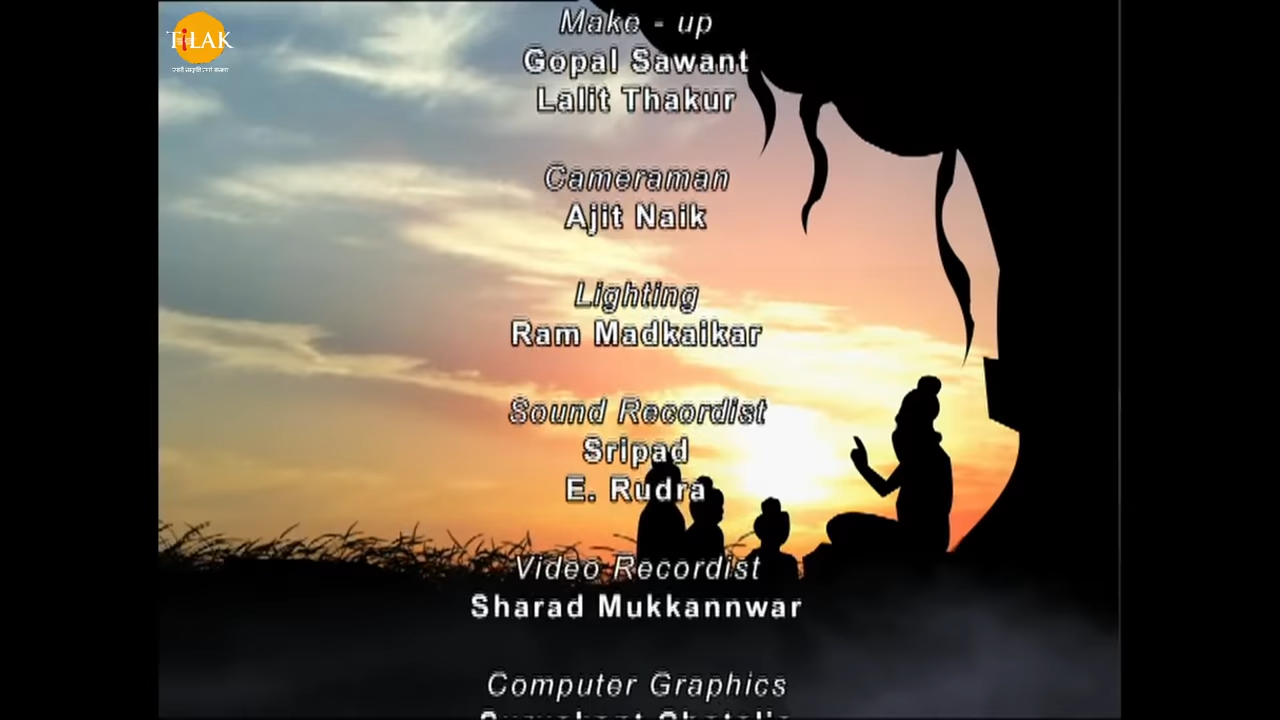 TiLAK
Make - up
Gopal Sawant
Lalit Thakur
Cameraman
Ajit Naik
Lighting
Ram Madkaikar
Sound Recordist
Sripad
E. Rudra
Video Recordist
Sharad Mukkannwar
Computer Graphics